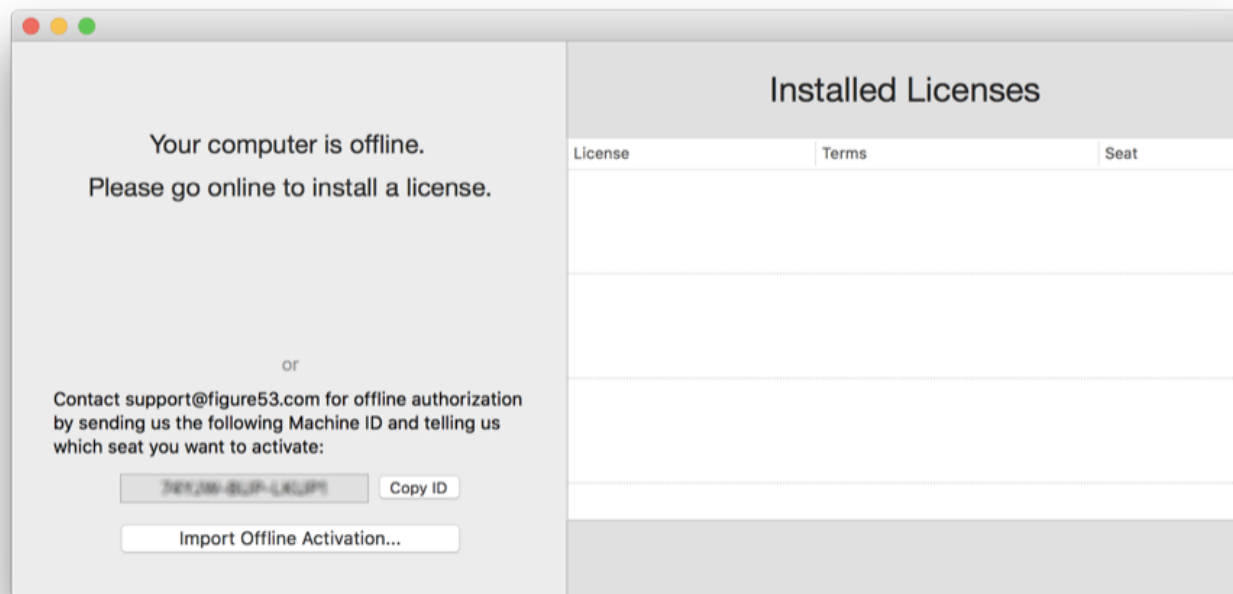 Your computer is offline.
Please go online to install a license.
or
Contact support@figure53.com for offline authorization
by sending us the following Machine ID and telling us
which seat you want to activate:
Copy ID
Import Offline Activation...
Installed Licenses
License Terms Seat